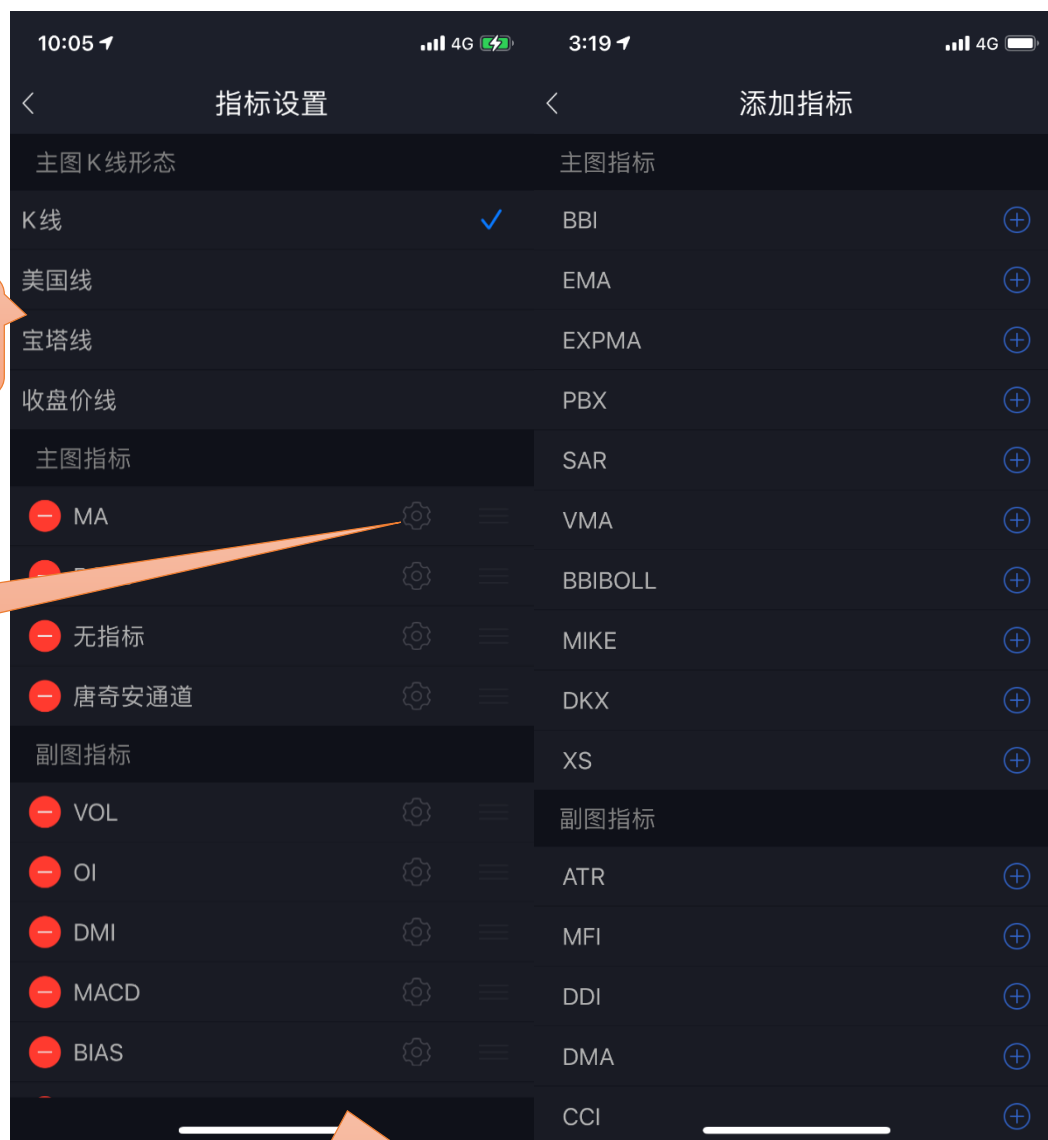 10:05
4G
指标设置
主图K线形态
K线
美国线
宝塔线
收盘价线
主图指标
MA
无指标
唐奇安通道
副图指标
VOL
OI
DMI
MACD
BIAS
3:19
4G
添加指标
主图指标
BBI
EMA
EXPMA
PBX
SAR
VMA
BBIBOLL
MIKE
DKX
XS
副图指标
ATR
MFI
DDI
DMA
CCI